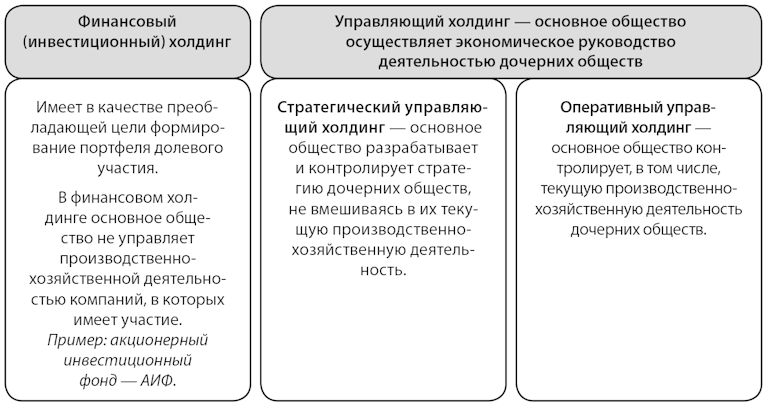 Финансовый
(инвестиционный) холдинг
Управляющий холдинг — основное общество
осуществляет экономическое руководство
деятельностью дочерних обществ
Имеет в качестве преоб-
ладающей цели формиро-
вание портфеля долевого
участия.
В финансовом хол-
динге основное обще-
ство не управляет
производственно-
хозяйственной деятельно-
стью компаний, в которых
имеет участие.
Пример: акционерный
инвестиционный
фонд — АИФ.
Стратегический управляю-
щий холдинг — основное
общество разрабатывает
и контролирует страте-
гию дочерних обществ,
не вмешиваясь в их теку-
щую производственно-
хозяйственную деятель-
ность.
Оперативный управ-
ляющий холдинг —
основное общество кон-
тролирует, в том числе,
текущую производственно-
хозяйственную деятельность
дочерних обществ.